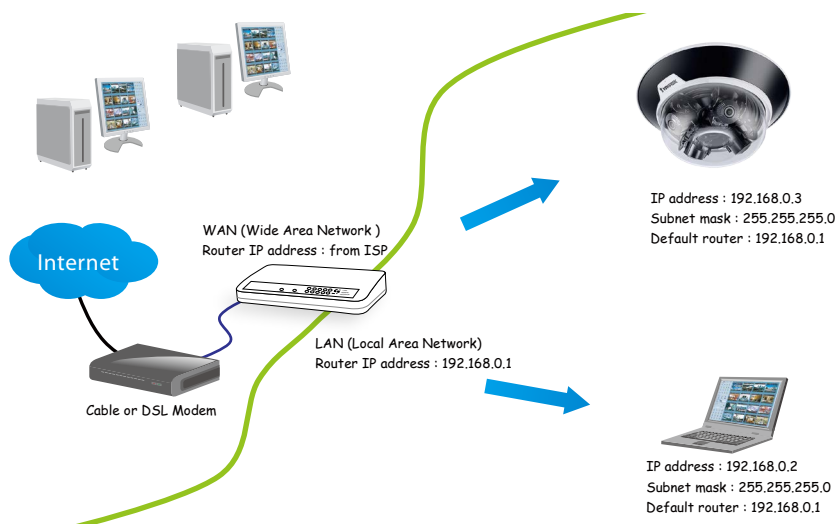 WAN (Wide Area Network )
Router IP address : from ISP
Internet
LAN (Local Area Network)
Router IP address : 192.168.0.1
Cable or DSL Modem
IP address : 192.168.0.3
Subnet mask : 255.255.255.0
Default router : 192.168.0.1
IP address : 192.168.0.2
Subnet mask : 255.255.255.0
Default router : 192.168.0.1